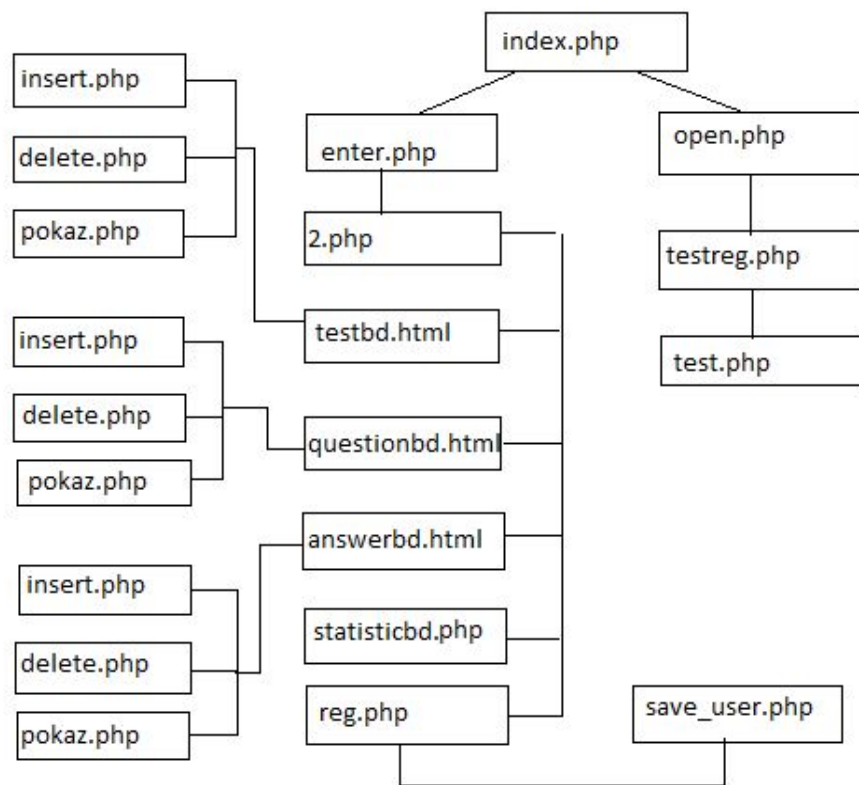 index.php
insert.php
enter.php
open.php
delete.php
pokaz.php
2.php
testreg.php
insert.php
testbd.html
test.php
delete.php
questionbd.html
pokaz.php
answerbd.html
insert.php
statisticbd.php
delete.php
reg.php
save_user.php
pokaz.php